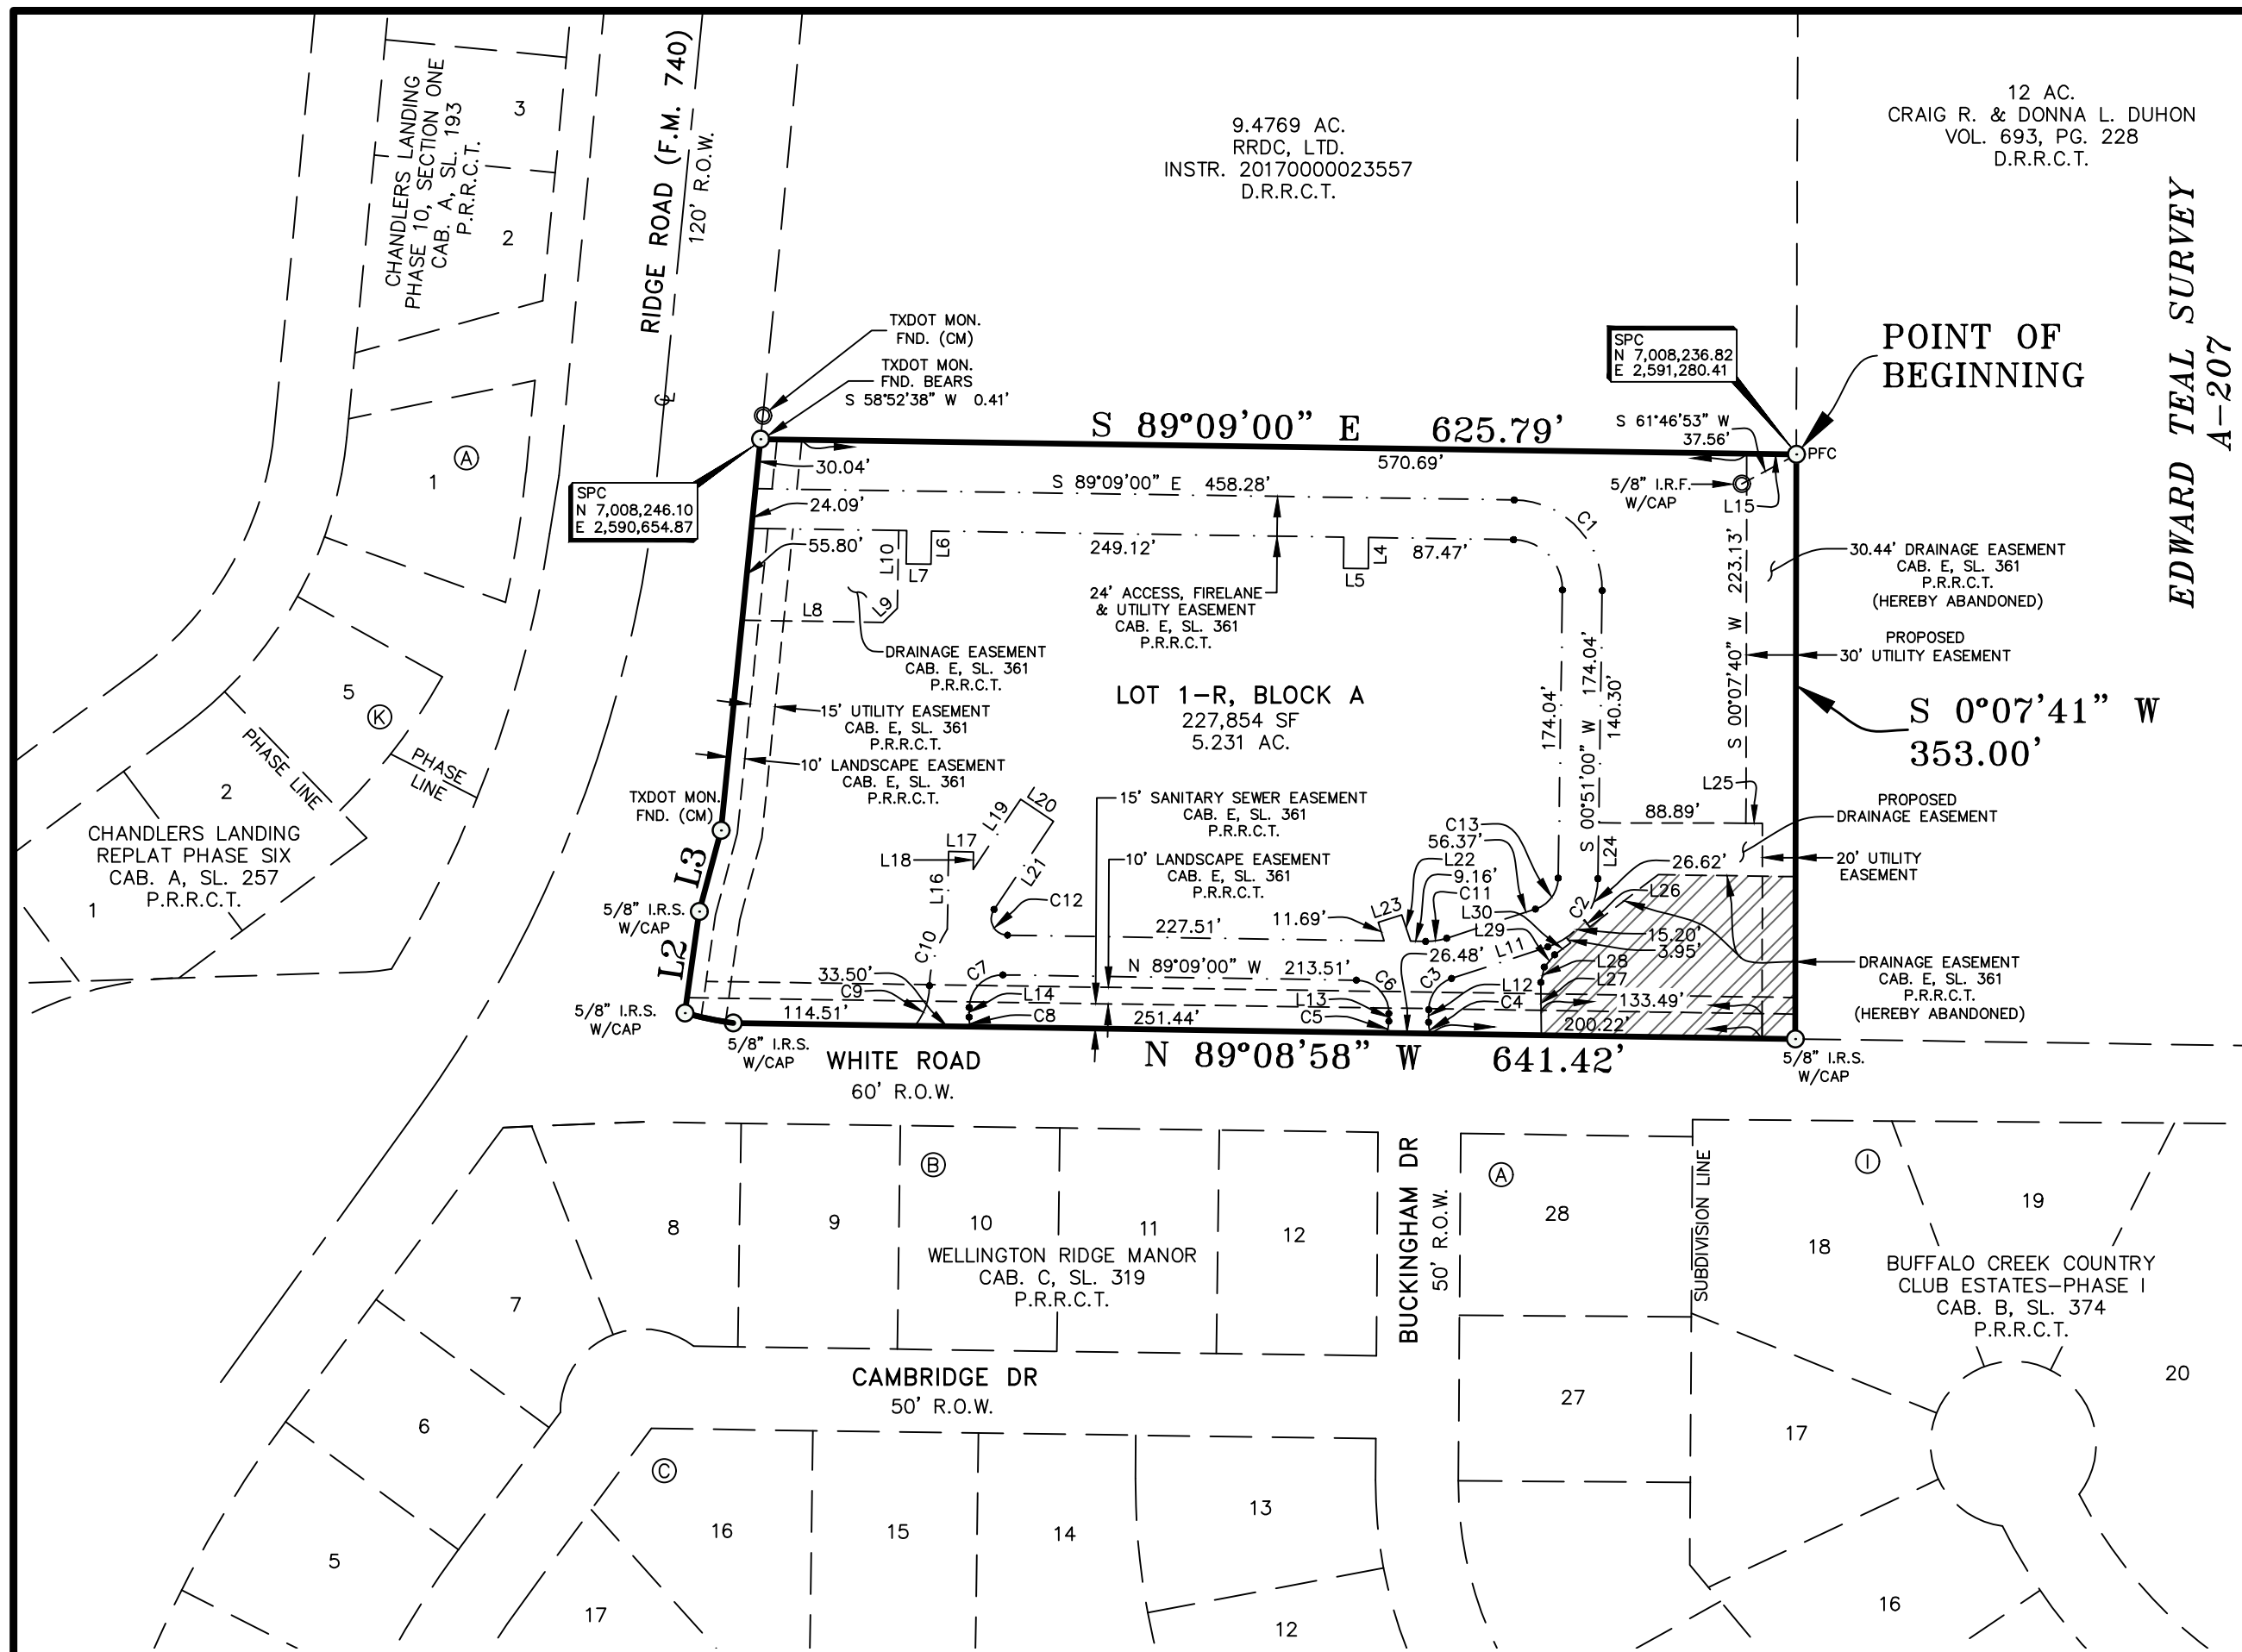 CHANDLERS LANDING
PHASE 10, SECTION ONE
CAB. A, SL. 193
P.R.R.C.T.
3
2
1
A
RIDGE ROAD (F.M. 740)
120' R.O.W.
9.4769 AC.
RRDC, LTD.
INSTR. 20170000023557
D.R.R.C.T.
12 AC.
CRAIG R. & DONNA L. DUHON
VOL. 693, PG. 228
D.R.R.C.T.
EDWARD TEAL SURVEY
A-207
TXDOT MON.
FND. (CM)
TXDOT MON.
FND. BEARS
S 58°52'38" W 0.41'
SPC
N 7,008,236.82
E 2,591,280.41
POINT OF
BEGINNING
S 89°09'00" E 625.79'
S 61°46'53" W
37.56'
PFC
570.69'
SPC
N 7,008,246.10
E 2,590,654.87
30.04'
24.09'
55.80'
S 89°09'00" E 458.28'
C1
5/8" I.R.F.
W/CAP
L15
L10
L6
L7
249.12'
L4
L5
87.47'
L8
L9
24' ACCESS, FIRELANE
& UTILITY EASEMENT
CAB. E, SL. 361
P.R.R.C.T.
30.44' DRAINAGE EASEMENT
CAB. E, SL. 361
P.R.R.C.T.
(HEREBY ABANDONED)
S 00°07'40" W 223.13'
PROPOSED
30' UTILITY EASEMENT
DRAINAGE EASEMENT
CAB. E, SL. 361
P.R.R.C.T.
LOT 1-R, BLOCK A
227,854 SF
5.231 AC.
174.04'
S 00°51'00" W 174.04'
140.30'
S 0°07'41" W
353.00'
15' UTILITY EASEMENT
CAB. E, SL. 361
P.R.R.C.T.
10' LANDSCAPE EASEMENT
CAB. E, SL. 361
P.R.R.C.T.
5
K
PHASE LINE
PHASE
LINE
2
CHANDLERS LANDING
REPLAT PHASE SIX
CAB. A, SL. 257
P.R.R.C.T.
1
TXDOT MON.
FND. (CM)
L3
5/8" I.R.S.
W/CAP
L2
5/8" I.R.S.
W/CAP
5/8" I.R.S.
W/CAP
L25
88.89'
PROPOSED
DRAINAGE EASEMENT
20' UTILITY
EASEMENT
15' SANITARY SEWER EASEMENT
CAB. E, SL. 361
P.R.R.C.T.
10' LANDSCAPE EASEMENT
CAB. E, SL. 361
P.R.R.C.T.
L20
L19
L17
L18
L16
L21
C12
C10
C13
56.37'
L22
9.16'
C11
L24
26.62'
L26
C2
L23
11.69'
227.51'
L30
L29
15.20'
3.95'
26.48'
L11
L28
L27
DRAINAGE EASEMENT
CAB. E, SL. 361
P.R.R.C.T.
(HEREBY ABANDONED)
33.50'
C9
C7
N 89°09'00" W 213.51'
C6
C3
L12
C4
L14
C8
L13
C5
114.51'
251.44'
133.49'
200.22'
N 89°08'58" W 641.42'
5/8" I.R.S.
W/CAP
WHITE ROAD
60' R.O.W.
B
8
9
10
11
12
WELLINGTON RIDGE MANOR
CAB. C, SL. 319
P.R.R.C.T.
7
6
5
BUCKINGHAM DR
50' R.O.W.
A
28
27
SUBDIVISION LINE
I
18
19
20
BUFFALO CREEK COUNTRY
CLUB ESTATES-PHASE I
CAB. B, SL. 374
P.R.R.C.T.
17
16
CAMBRIDGE DR
50' R.O.W.
C
17
16
15
14
13
12